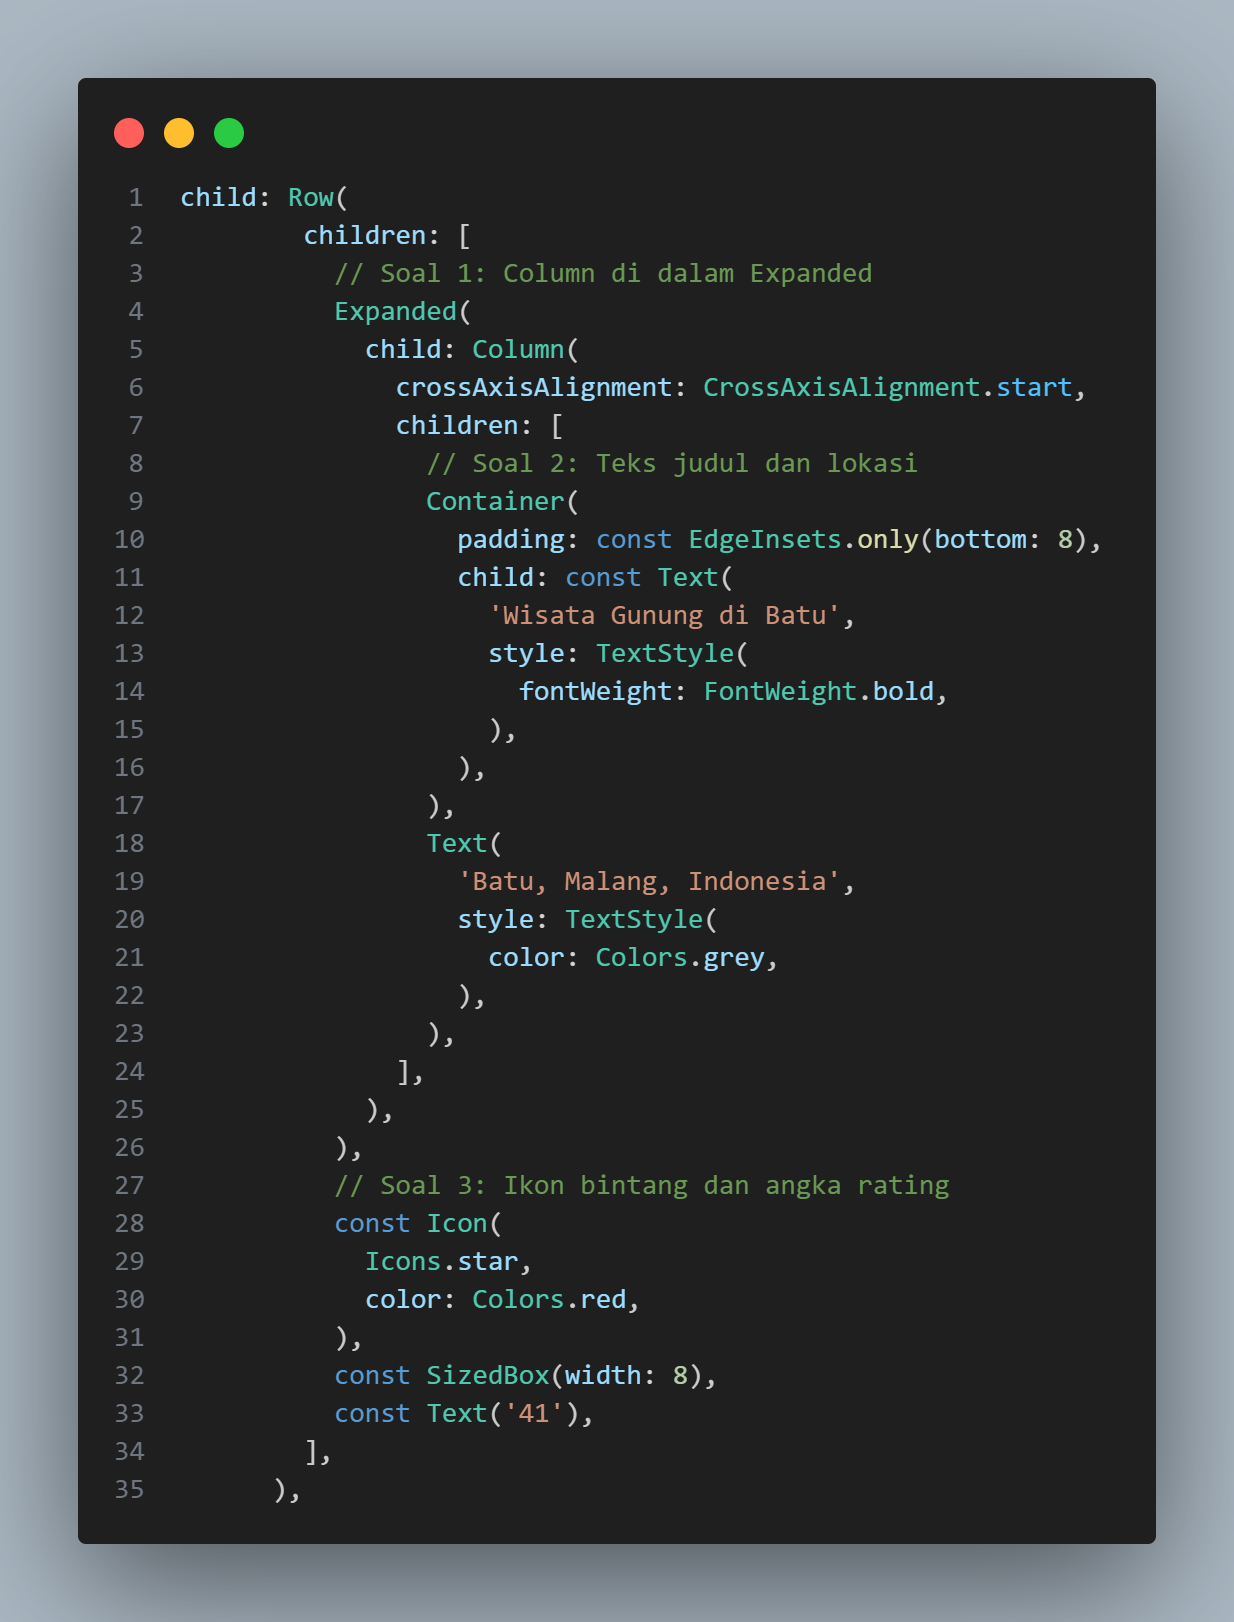 1 child: Row(
2 children: [
3 // Soal 1: Column di dalam Expanded
4 Expanded(
5 child: Column(
6 crossAxisAlignment: CrossAxisAlignment.start,
7 children: [
8 // Soal 2: Teks judul dan lokasi
9 Container(
10 padding: const EdgeInsets.only(bottom: 8),
11 child: const Text(
12 'Wisata Gunung di Batu',
13 style: TextStyle(
14 fontWeight: FontWeight.bold,
15 ),
16 ),
17 ),
18 Text(
19 'Batu, Malang, Indonesia',
20 style: TextStyle(
21 color: Colors.grey,
22 ),
23 ),
24 ],
25 ),
26 ),
27 // Soal 3: Ikon bintang dan angka rating
28 const Icon(
29 Icons.star,
30 color: Colors.red,
31 ),
32 const SizedBox(width: 8),
33 const Text('41'),
34 ],
35 ),